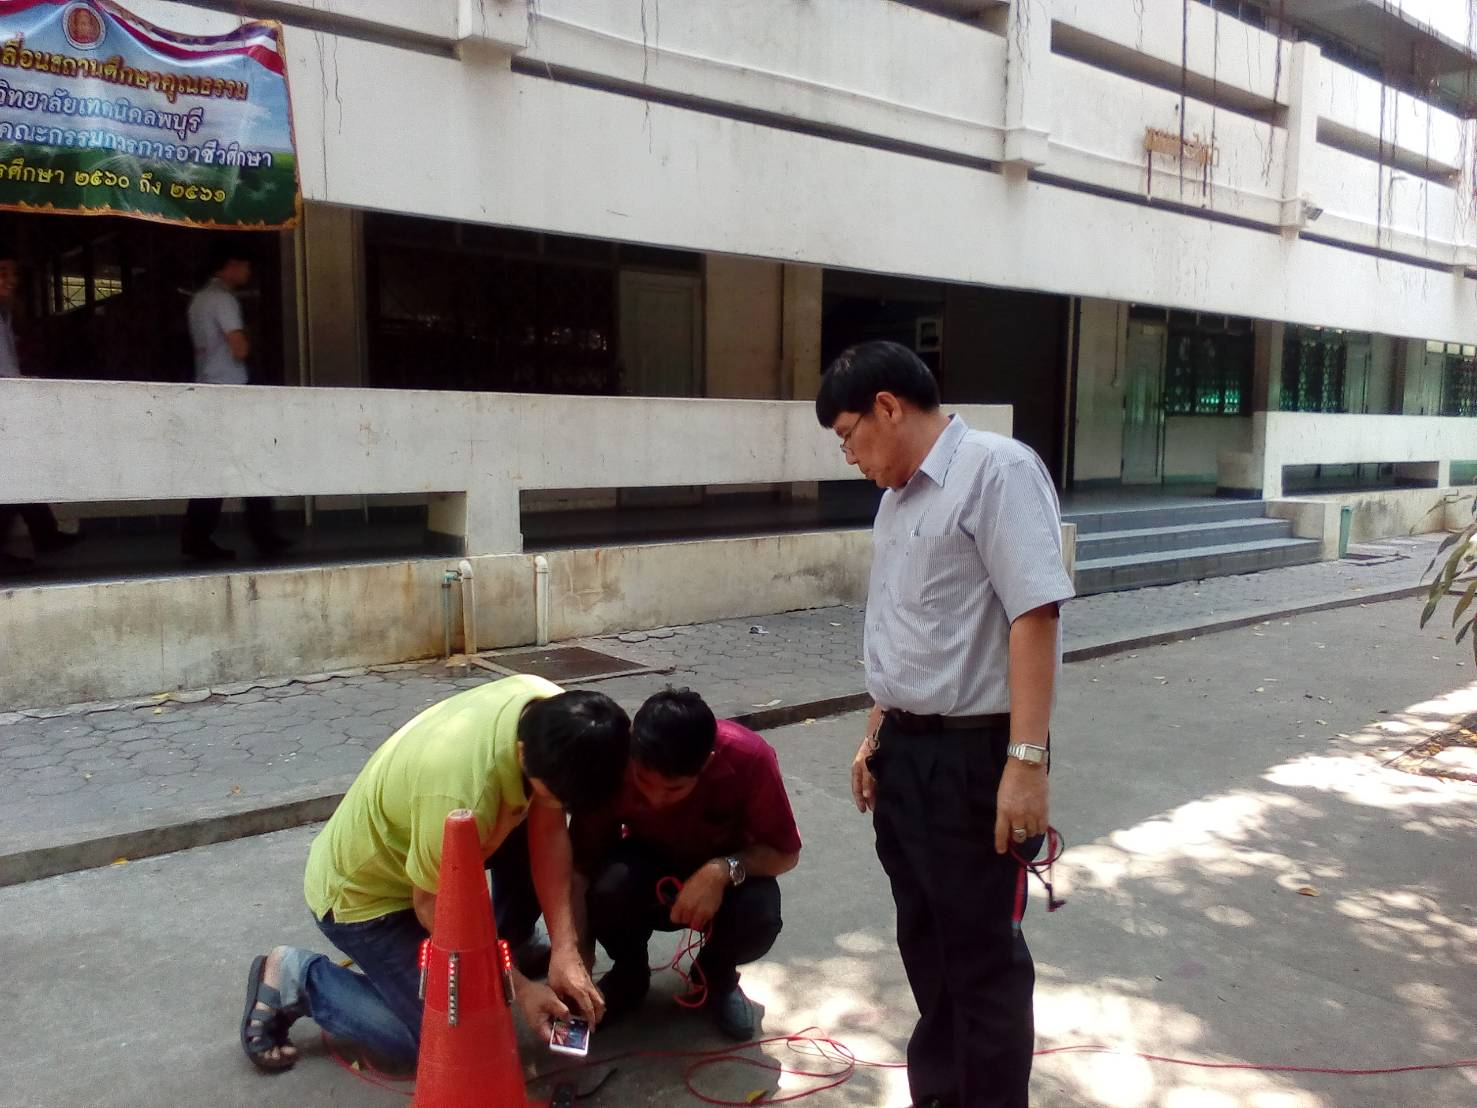 ลื่อนสถานศึกษาคุณธรรม
วิทยาลัยเทคนิคลพบุรี
คณะกรรมการการอาชีวศึกษา
รศึกษา ๒๕๖๐ ถึง ๒๕๖๑